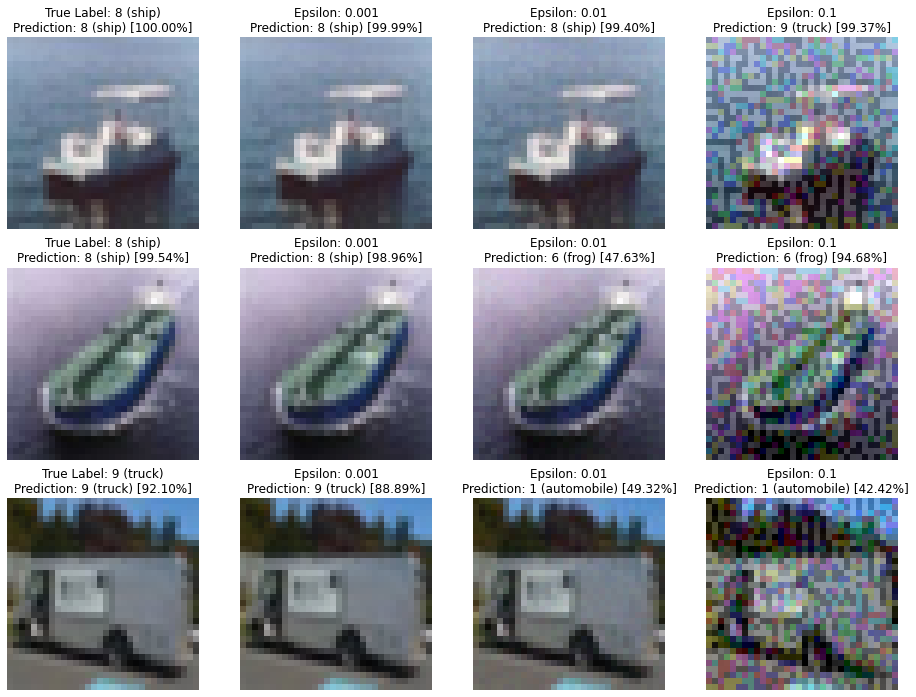 True Label: 8 (ship)
Prediction: 8 (ship) [100.00%]
Epsilon: 0.001
Prediction: 8 (ship) [99.99%]
Epsilon: 0.01
Prediction: 8 (ship) [99.40%]
Epsilon: 0.1
Prediction: 9 (truck) [99.37%]
True Label: 8 (ship)
Prediction: 8 (ship) [99.54%]
Epsilon: 0.001
Prediction: 8 (ship) [98.96%]
Epsilon: 0.01
Prediction: 6 (frog) [47.63%]
Epsilon: 0.1
Prediction: 6 (frog) [94.68%]
True Label: 9 (truck)
Prediction: 9 (truck) [92.10%]
Epsilon: 0.001
Prediction: 9 (truck) [88.89%]
Epsilon: 0.01
Prediction: 1 (automobile) [49.32%]
Epsilon: 0.1
Prediction: 1 (automobile) [42.42%]